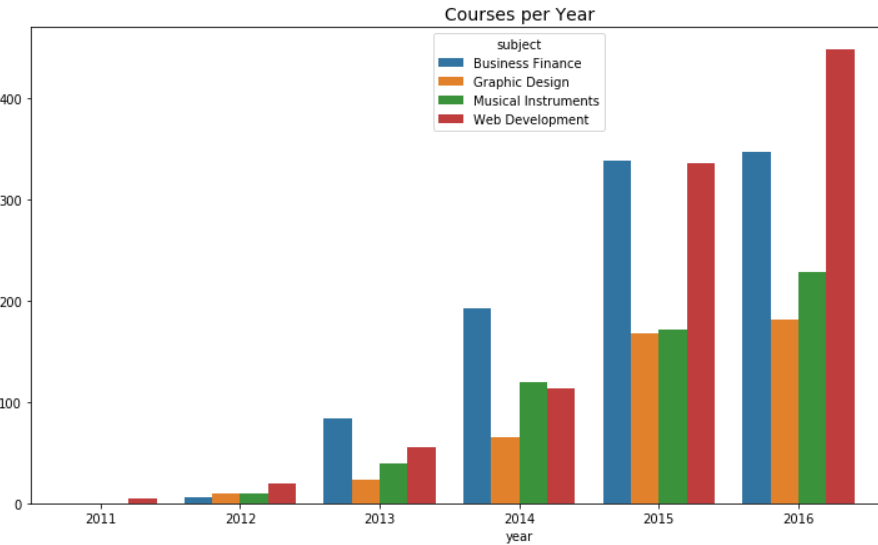 Courses per Year
subject
Business Finance
Graphic Design
Musical Instruments
Web Development
400
300
200
100
0
2011 2012 2013 2014 2015 2016
year